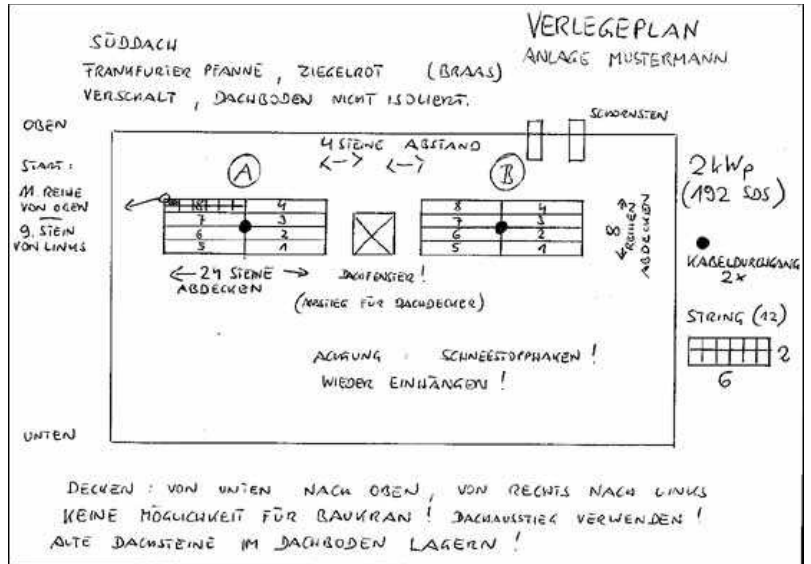 VERLEGEPLAN
ANLAGE MUSTERMANN
SÜDDACH
FRANKFURTER PFANNE, ZIEGELROT (BRAAS)
VERSCHALT, DACHBODEN NICHT ISOLIERT.
SCHORNSTEIN
OBEN
4 STEINE ABSTAND
START:
11. REIHE
VON OBEN
9. STEIN
VON LINKS
A
B
2 kWp
(192 SDS)
8 4
7 3
6 2
5 1
8 4
7 3
6 2
5 1
8
REIHEN
ABDECKEN
KABELDURCHGANG
2x
24 STEINE
ABDECKEN
DACHFENSTER!
(AUSSTIEG FÜR DACHDECKER)
STRING (12)
2
6
ACHTUNG : SCHNEESTOPPHAKEN!
WIEDER EINHÄNGEN!
UNTEN
DECKEN : VON UNTEN NACH OBEN, VON RECHTS NACH LINKS
KEINE MÖGLICHKEIT FÜR BAUKRAN! DACHAUSSTIEG VERWENDEN!
ALTE DACHSTEINE IM DACHBODEN LAGERN!